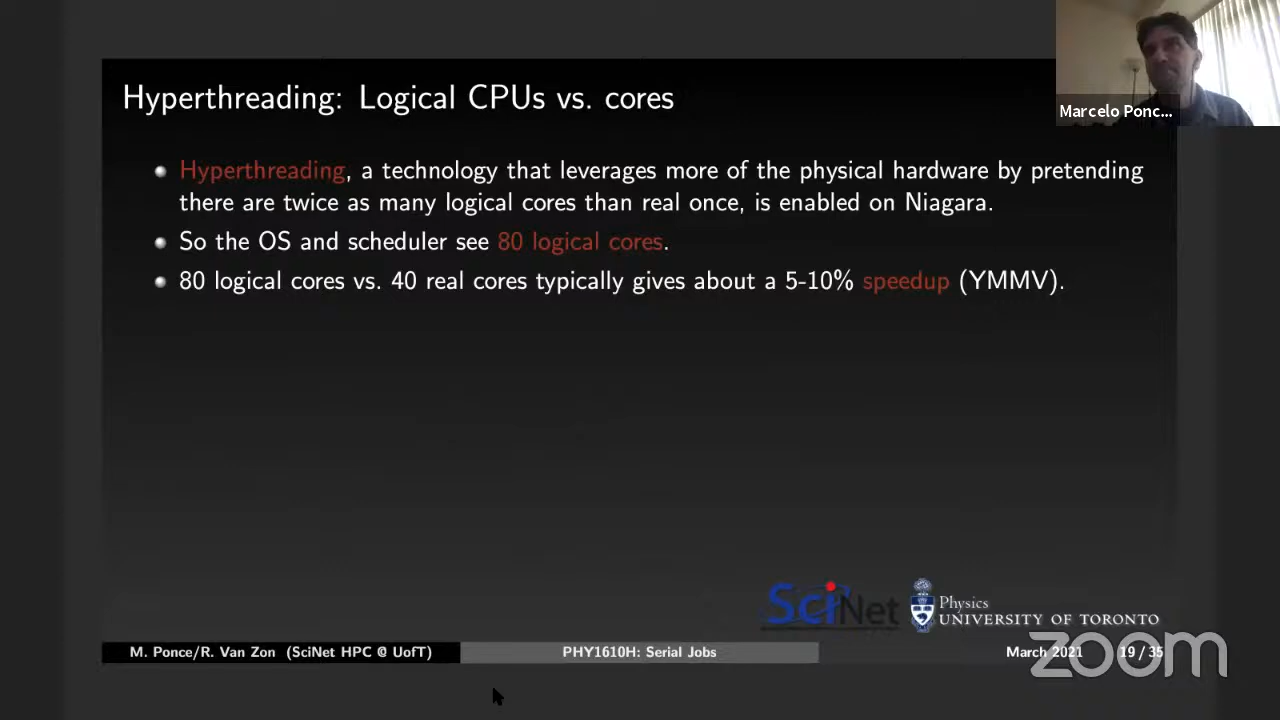 Hyperthreading: Logical CPUs vs. cores
Marcelo Ponc...
Hyperthreading, a technology that leverages more of the physical hardware by pretending
there are twice as many logical cores than real once, is enabled on Niagara.
So the OS and scheduler see 80 logical cores.
80 logical cores vs. 40 real cores typically gives about a 5-10% speedup (YMMV).
SciNet
Physics
UNIVERSITY OF TORONTO
M. Ponce/R. Van Zon (SciNet HPC @ UofT)
PHY1610H: Serial Jobs
March 2021
19 / 35
zoom